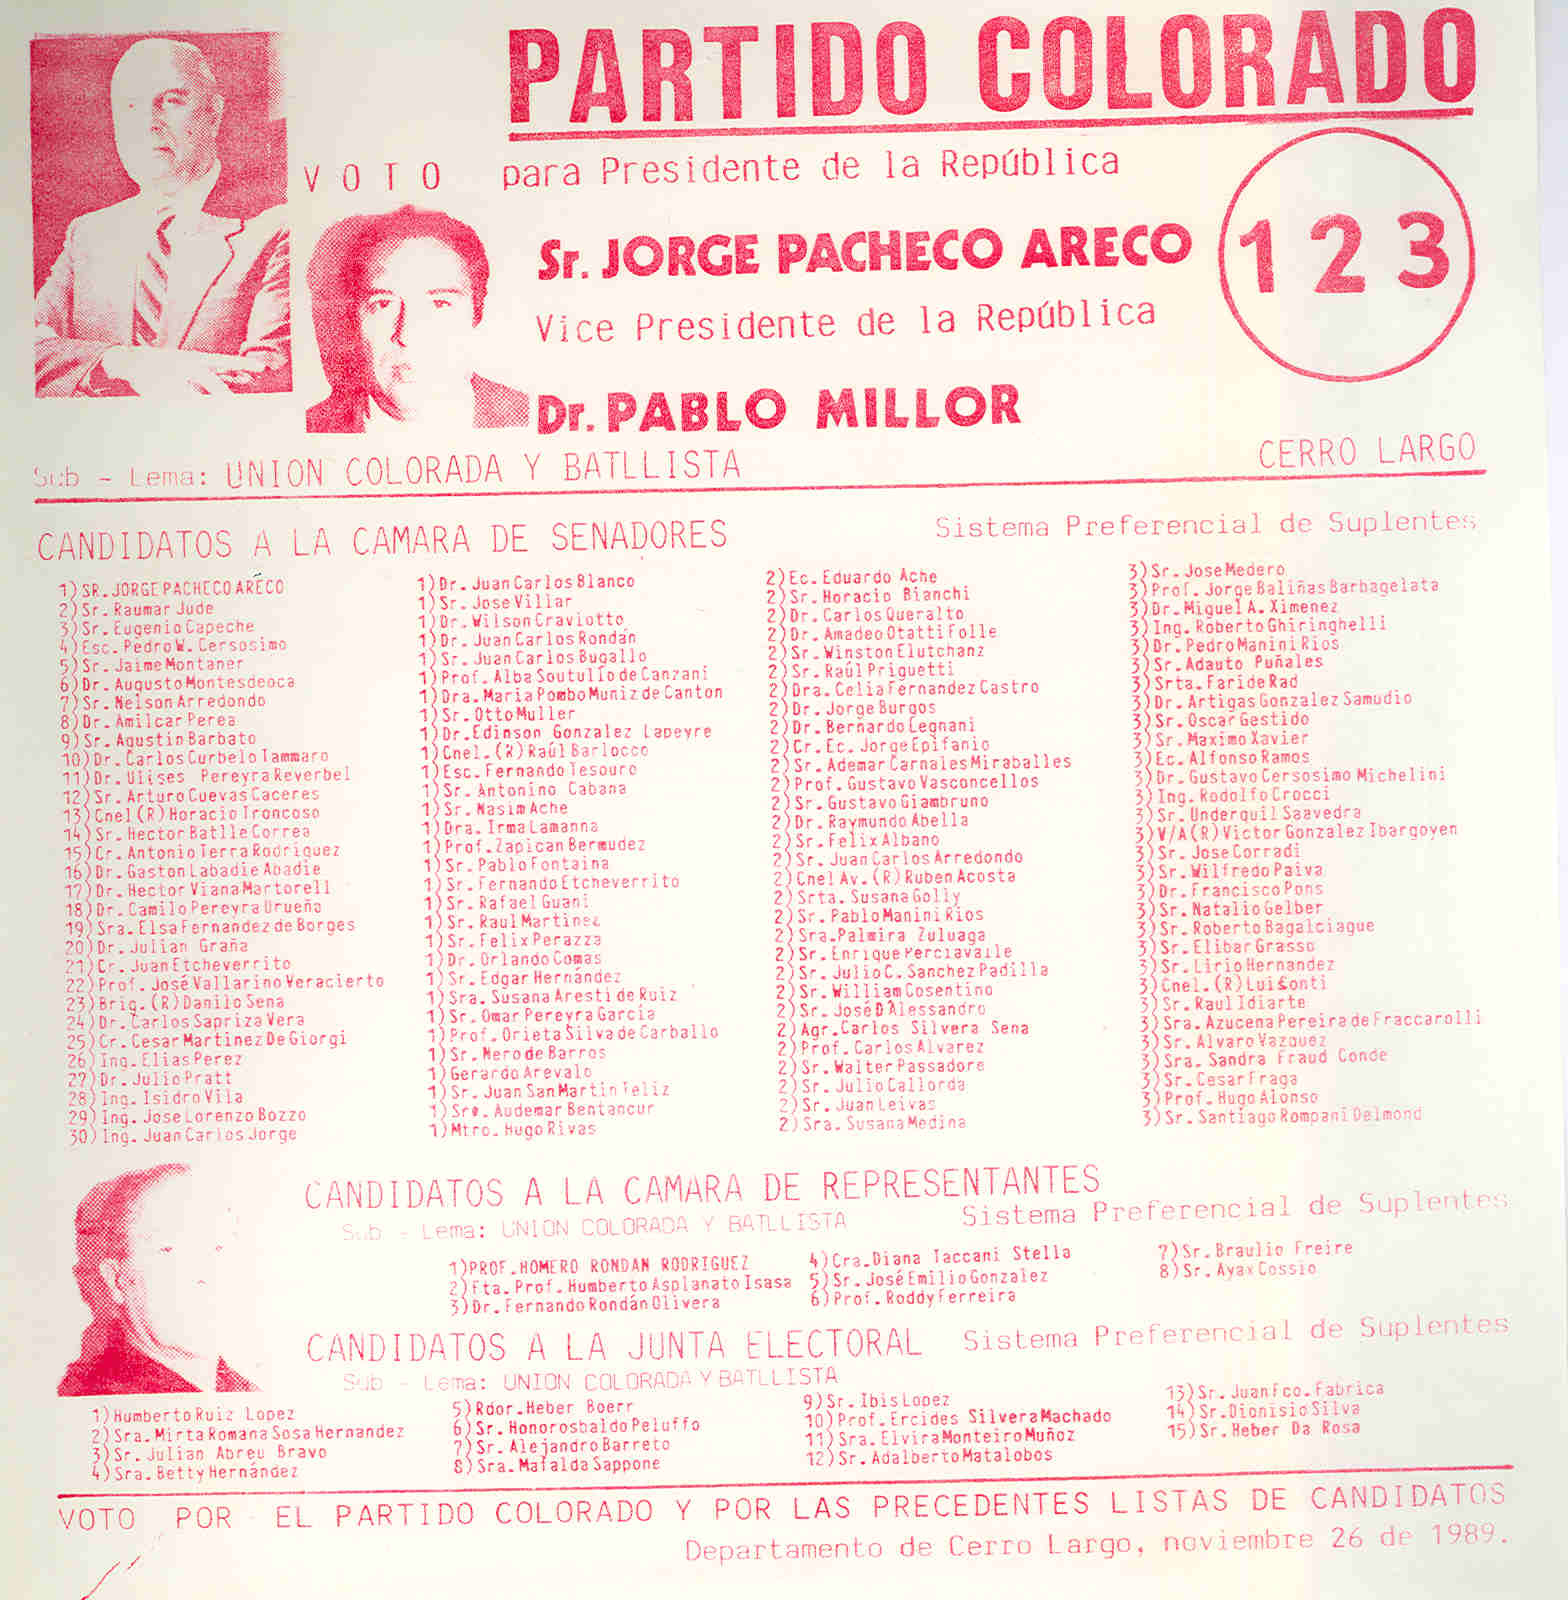 PARTIDO COLORADO
VOTO para Presidente de la República
Sr. JORGE PACHECO ARECO
123
Vice Presidente de la República
Dr. PABLO MILLOR
Sub - Lema: UNION COLORADA Y BATLLISTA
CERRO LARGO
CANDIDATOS A LA CAMARA DE SENADORES
Sistema Preferencial de Suplentes
1) SR. JORGE PACHECO ARECO
2) Sr. Raumar Jude
3) Sr. Eugenio Capeche
4) Esc. Pedro W. Cersosimo
5) Sr. Jaime Montaner
6) Dr. Augusto Montesdeoca
7) Sr. Nelson Arredondo
8) Dr. Amilcar Perea
9) Sr. Agustin Barbato
10) Dr. Carlos Curbelo Tammaro
11) Dr. Ulises Pereyra Reverbel
12) Sr. Arturo Cuevas Caceres
13) Cnel (R) Horacio Troncoso
14) Sr. Hector Batlle Correa
15) Cr. Antonio Terra Rodriguez
16) Dr. Gaston Labadie Abadie
17) Dr. Hector Viana Martorell
18) Dr. Camilo Pereyra Urueña
19) Sra. Elsa Fernandez de Borges
20) Dr. Julian Graña
21) Cr. Juan Etcheverrito
22) Prof. José Vallarino Veracierto
23) Brig. (R) Danilo Sena
24) Dr. Carlos Sapriza Vera
25) Cr. Cesar Martinez De Giorgi
26) Ing. Elias Perez
27) Dr. Julio Pratt
28) Ing. Isidro Vila
29) Ing. Jose Lorenzo Bozzo
30) Ing. Juan Carlos Jorge
1) Dr. Juan Carlos Blanco
1) Sr. Jose Villar
1) Dr. Wilson Craviotto
1) Dr. Juan Carlos Rondán
1) Sr. Juan Carlos Bugallo
1) Prof. Alba Soutullo de Canzani
1) Dra. Maria Pombo Muniz de Canton
1) Sr. Otto Muller
1) Dr. Edinson Gonzalez Lapeyre
1) Cnel. (R) Raúl Barlocco
1) Esc. Fernando Tesouro
1) Sr. Antonino Cabana
1) Sr. Nasim Ache
1) Dra. Irma Lamanna
1) Prof. Zapican Bermudez
1) Sr. Pablo Fontaina
1) Sr. Fernando Etcheverrito
1) Sr. Rafael Guani
1) Sr. Raul Martinez
1) Sr. Felix Perazza
1) Dr. Orlando Comas
1) Sr. Edgar Hernández
1) Sra. Susana Aresti de Ruiz
1) Sr. Omar Pereyra García
1) Prof. Orieta Silva de Carballo
1) Sr. Nero de Barros
1) Gerardo Arevalo
1) Sr. Juan San Martin Feliz
1) Audemar Bentancur
1) Mtro. Hugo Rivas
2) Ec. Eduardo Ache
2) Sr. Horacio Bianchi
2) Dr. Carlos Queralto
2) Dr. Amadeo Otatti Folle
2) Sr. Winston Elutchanz
2) Sr. Raúl Priguetti
2) Dra. Celia Fernandez Castro
2) Dr. Jorge Burgos
2) Dr. Bernardo Legnani
2) Cr. Ec. Jorge Epifanio
2) Sr. Ademar Carnales Miraballes
2) Prof. Gustavo Vasconcellos
2) Sr. Gustavo Giambruno
2) Dr. Raymundo Abella
2) Sr. Felix Albano
2) Sr. Juan Carlos Arredondo
2) Cnel Av. (R) Ruben Acosta
2) Srta. Susana Golly
2) Sr. Pablo Manini Rios
2) Sra. Palmira Zuluaga
2) Sr. Enrique Perciavalle
2) Sr. Julio C. Sanchez Padilla
2) Sr. William Cosentino
2) Sr. José D'Alessandro
2) Agr. Carlos Silvera Sena
2) Prof. Carlos Alvarez
2) Sr. Walter Passadore
2) Sr. Julio Callorda
2) Sr. Juan Leivas
2) Sra. Susana Medina
3) Sr. Jose Medero
3) Prof. Jorge Baliñas Barbagelata
3) Dr. Miguel A. Ximenez
3) Ing. Roberto Ghiringhelli
3) Dr. Pedro Manini Rios
3) Sr. Adauto Puñales
3) Srta. Faride Rad
3) Dr. Artigas Gonzalez Samudio
3) Sr. Oscar Gestido
3) Sr. Maximo Xavier
3) Ec. Alfonso Ramos
3) Dr. Gustavo Cersosimo Michelini
3) Ing. Rodolfo Crocci
3) Sr. Underguil Saavedra
3) V/A (R) Victor Gonzalez Ibargoyen
3) Sr. Jose Corradi
3) Sr. Wilfredo Paiva
3) Dr. Francisco Pons
3) Sr. Natalio Gelber
3) Sr. Roberto Bagalciague
3) Sr. Elibar Grasso
3) Sr. Lirio Hernandez
3) Cnel. (R) Luis Conti
3) Sr. Raul Idiarte
3) Sra. Azucena Pereira de Fraccarolli
3) Sr. Alvaro Vazquez
3) Sra. Sandra Fraud Conde
3) Sr. Cesar Fraga
3) Prof. Hugo Alonso
3) Sr. Santiago Rompani Delmond
CANDIDATOS A LA CAMARA DE REPRESENTANTES
Sub - Lema: UNION COLORADA Y BATLLISTA
Sistema Preferencial de Suplentes
1) PROF. HOMERO RONDAN RODRIGUEZ
2) Fta. Prof. Humberto Asplanato Isasa
3) Dr. Fernando Rondán Olivera
4) Cra. Diana Taccani Stella
5) Sr. José Emilio Gonzalez
6) Prof. Roddy Ferreira
7) Sr. Braulio Freire
8) Sr. Ayax Cossio
CANDIDATOS A LA JUNTA ELECTORAL
Sistema Preferencial de Suplentes
Sub - Lema: UNION COLORADA Y BATLLISTA
1) Humberto Ruiz Lopez
2) Sra. Mirta Romana Sosa Hernandez
3) Sr. Julian Abreu Bravo
4) Sra. Betty Hernández
5) Rdor. Heber Boerr
6) Sr. Honorosbaldo Peluffo
7) Sr. Alejandro Barreto
8) Sra. Mafalda Sappone
9) Sr. Ibis Lopez
10) Prof. Ercides Silvera Machado
11) Sra. Elvira Monteiro Muñoz
12) Sr. Adalberto Matalobos
13) Sr. Juan Fco. Fabrica
14) Sr. Dionisio Silva
15) Sr. Heber Da Rosa
VOTO POR EL PARTIDO COLORADO Y POR LAS PRECEDENTES LISTAS DE CANDIDATOS
Departamento de Cerro Largo, noviembre 26 de 1989.